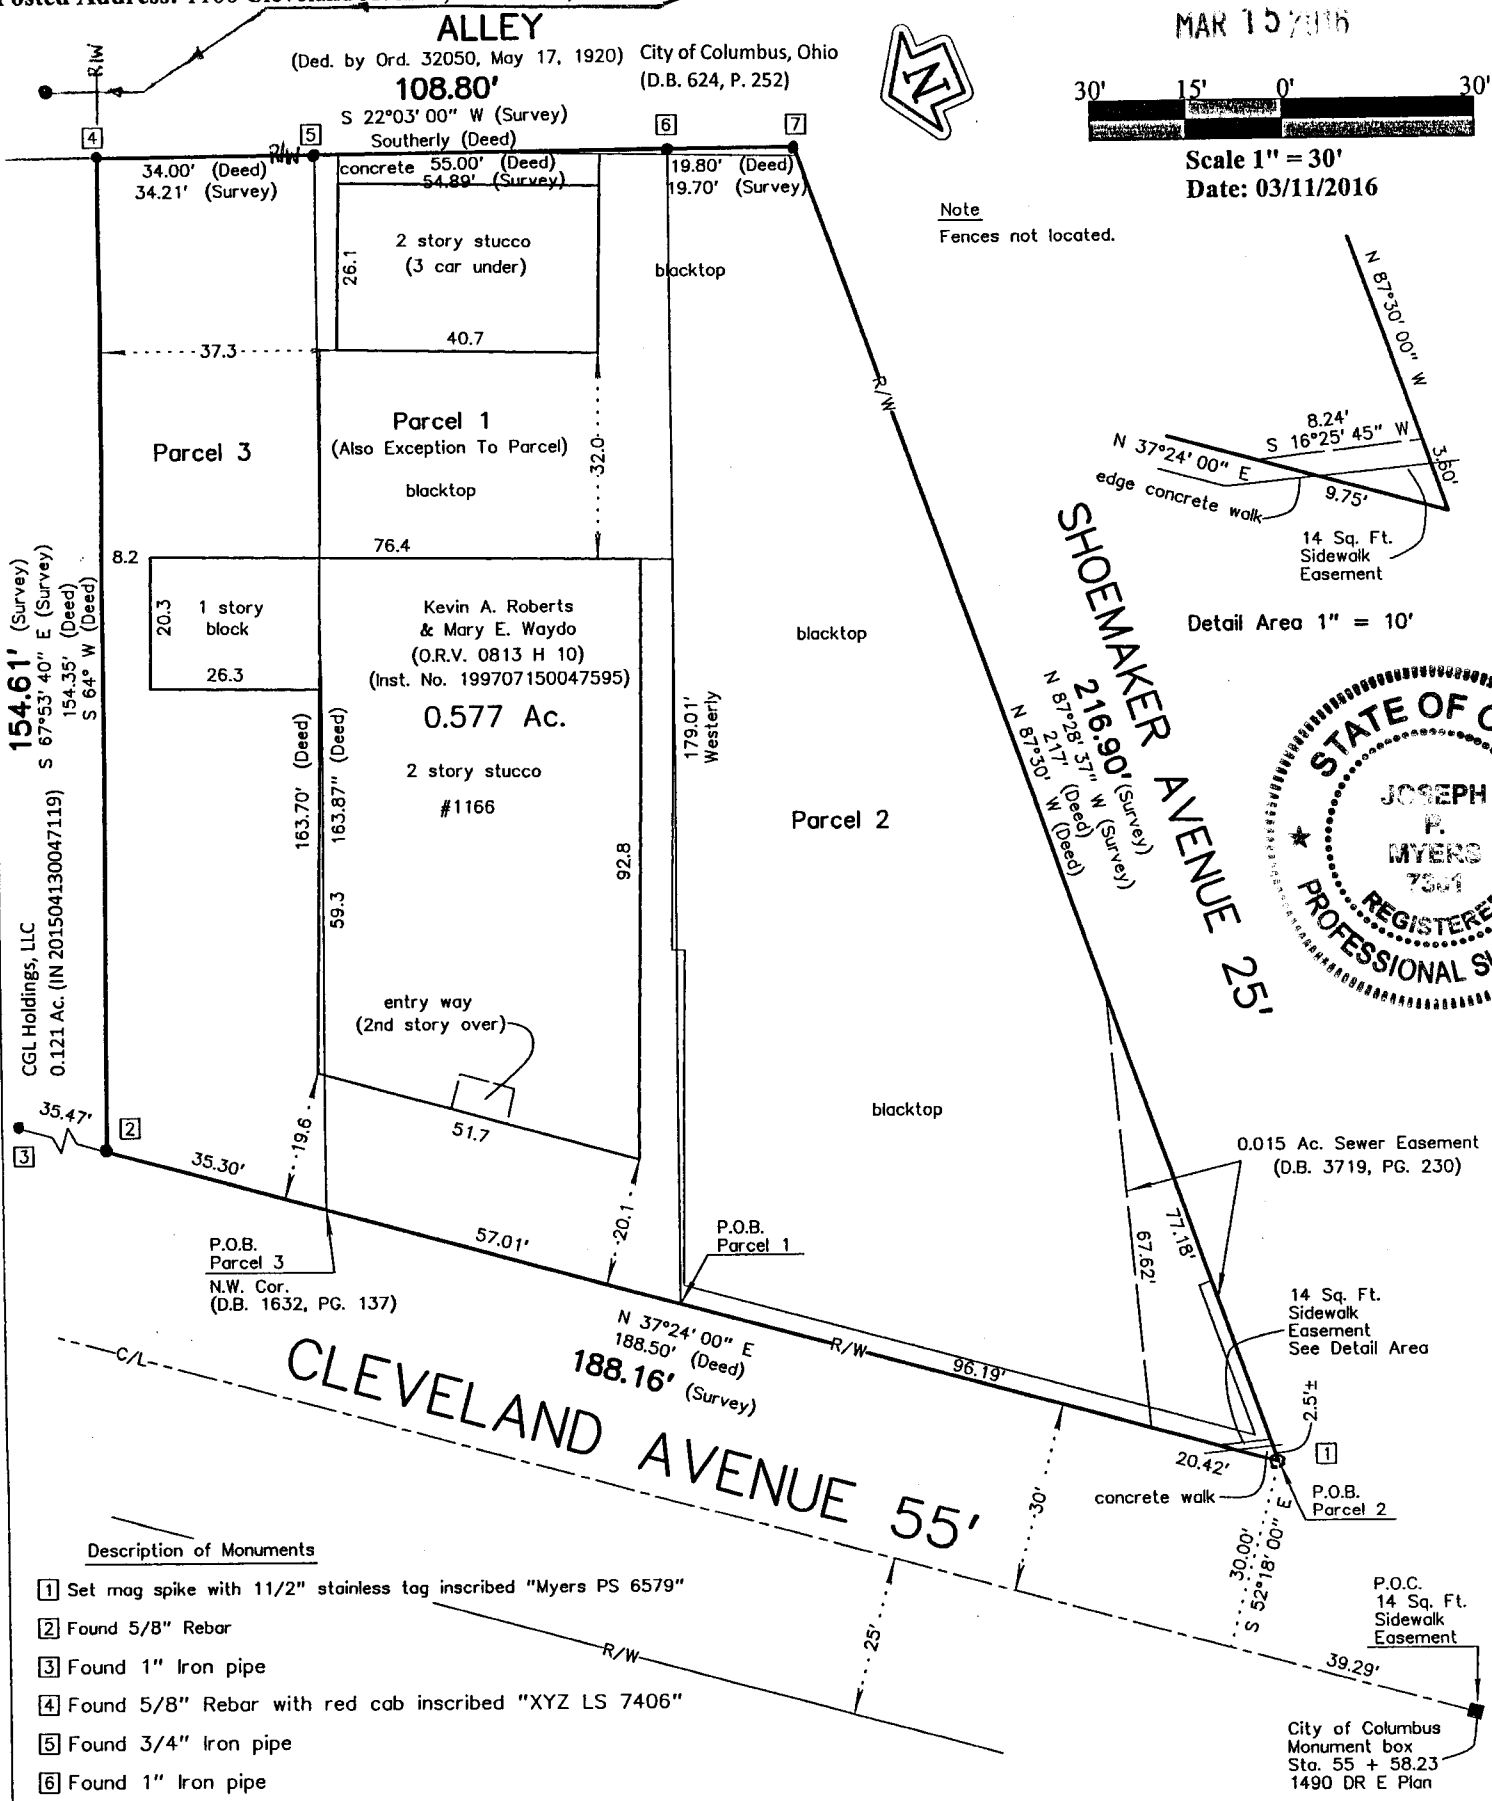 ALLEY
(Ded. by Ord. 32050, May 17, 1920)
City of Columbus, Ohio
(D.B. 624, P. 252)
108.80'
S 22°03' 00" W (Survey)
Southerly (Deed)
MAR 15 2016
N
30' 15' 0' 30'
Scale 1" = 30'
Date: 03/11/2016
R/W
4
5
6
7
R/W
34.00' (Deed)
34.21' (Survey)
concrete
55.00' (Deed)
54.89' (Survey)
19.80' (Deed)
19.70' (Survey)
Note
Fences not located.
2 story stucco
(3 car under)
26.1
40.7
blacktop
37.3
R/W
Parcel 3
Parcel 1
(Also Exception To Parcel)
blacktop
32.0
76.4
8.2
20.3
1 story
block
26.3
Kevin A. Roberts
& Mary E. Waydo
(O.R.V. 0813 H 10)
(Inst. No. 199707150047595)
0.577 Ac.
2 story stucco
#1166
163.70' (Deed)
163.87" (Deed)
59.3
92.8
179.01'
Westerly
blacktop
Parcel 2
blacktop
154.61' (Survey)
S 67°53' 40" E (Survey)
154.35' (Deed)
S 64° W (Deed)
CGL Holdings, LLC
0.121 Ac. (IN 201504130047119)
N 87°30' 00" W
8.24'
S 16°25' 45" W
N 37°24' 00" E
3.60'
9.75'
edge concrete walk
14 Sq. Ft.
Sidewalk
Easement
Detail Area 1" = 10'
SHOEMAKER AVENUE 25'
216.90' (Survey)
N 87°28' 37" W (Survey)
217' (Deed)
N 87°30' W (Deed)
STATE OF
JOSEPH
P.
MYERS
REGISTERE
PROFESSIONAL
entry way
(2nd story over)
51.7
19.6
20.1
35.47'
2
3
35.30'
57.01'
P.O.B.
Parcel 3
N.W. Cor.
(D.B. 1632, PG. 137)
P.O.B.
Parcel 1
0.015 Ac. Sewer Easement
(D.B. 3719, PG. 230)
77.18'
67.62'
14 Sq. Ft.
Sidewalk
Easement
See Detail Area
2.5'±
N 37°24' 00" E
188.50' (Deed)
188.16' (Survey)
R/W
96.19'
20.42'
1
concrete walk
P.O.B.
Parcel 2
C/L
CLEVELAND AVENUE 55'
30'
25'
30.00'
S 52°18' 00" E
P.O.C.
14 Sq. Ft.
Sidewalk
Easement
39.29'
R/W
City of Columbus
Monument box
Sta. 55 + 58.23
1490 DR E Plan
Description of Monuments
1 Set mag spike with 11/2" stainless tag inscribed "Myers PS 6579"
2 Found 5/8" Rebar
3 Found 1" Iron pipe
4 Found 5/8" Rebar with red cab inscribed "XYZ LS 7406"
5 Found 3/4" Iron pipe
6 Found 1" Iron pipe